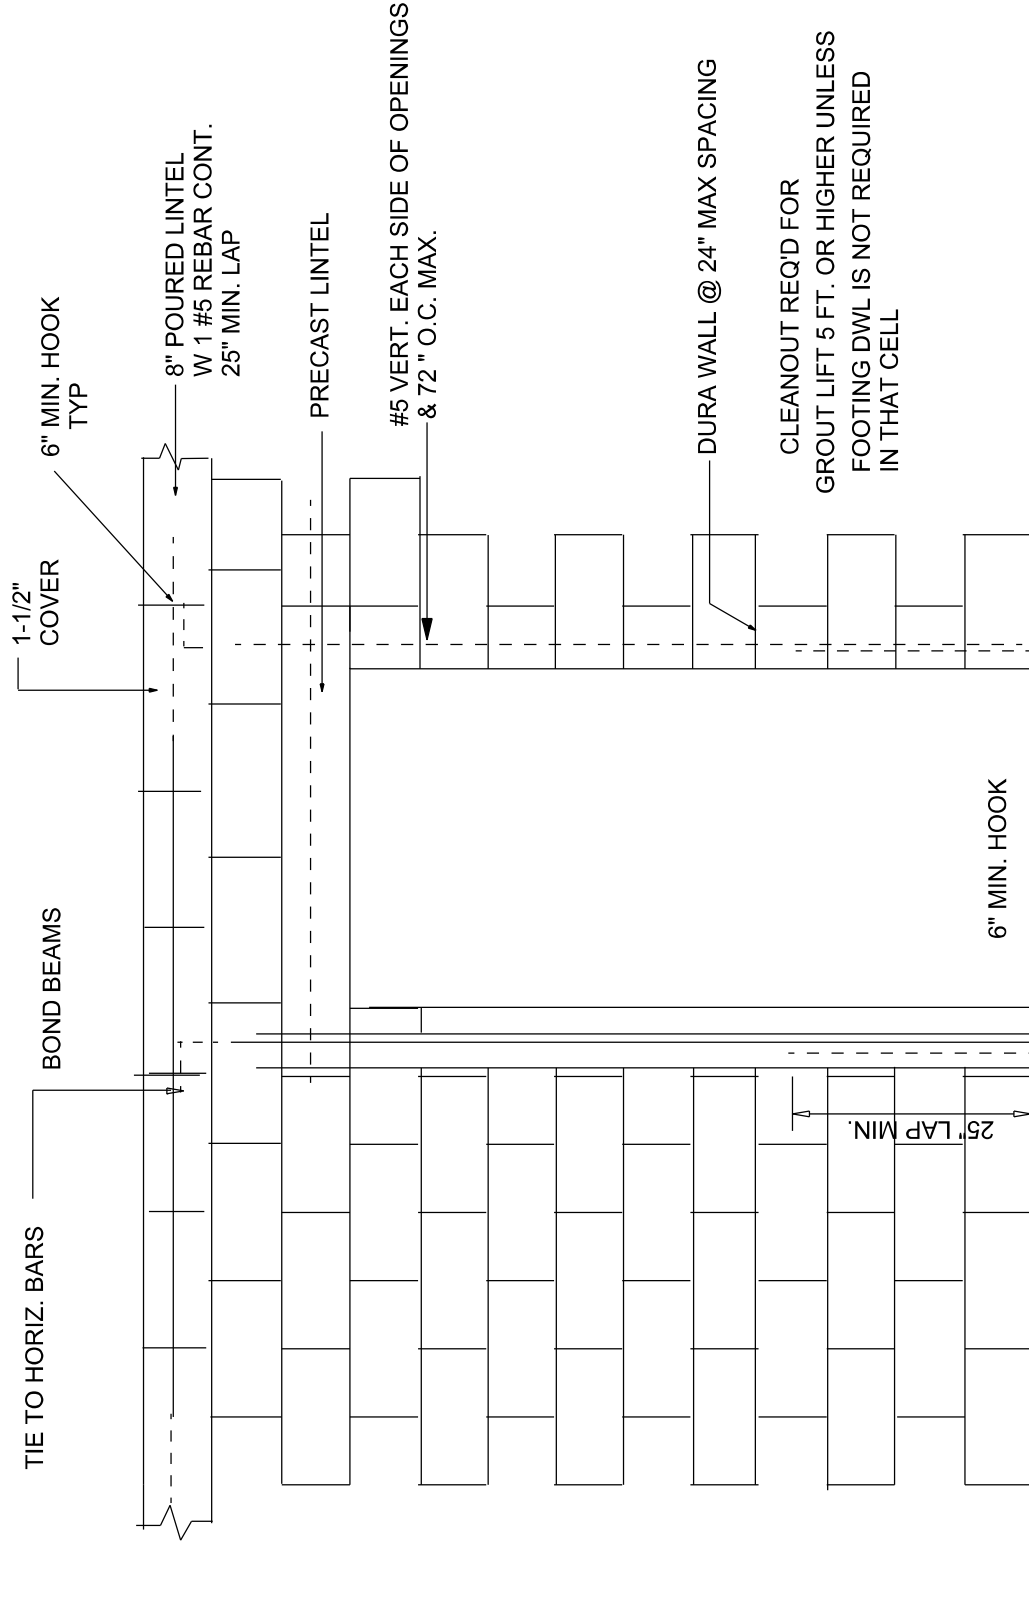 TIE TO HORIZ. BARS
BOND BEAMS
1-1/2"
COVER
6" MIN. HOOK
TYP
8" POURED LINTEL
W 1 #5 REBAR CONT.
25" MIN. LAP
PRECAST LINTEL
#5 VERT. EACH SIDE OF OPENINGS
& 72 " O.C. MAX.
DURA WALL @ 24" MAX SPACING
CLEANOUT REQ'D FOR
GROUT LIFT 5 FT. OR HIGHER UNLESS
FOOTING DWL IS NOT REQUIRED
IN THAT CELL
25" LAP MIN.
6" MIN. HOOK